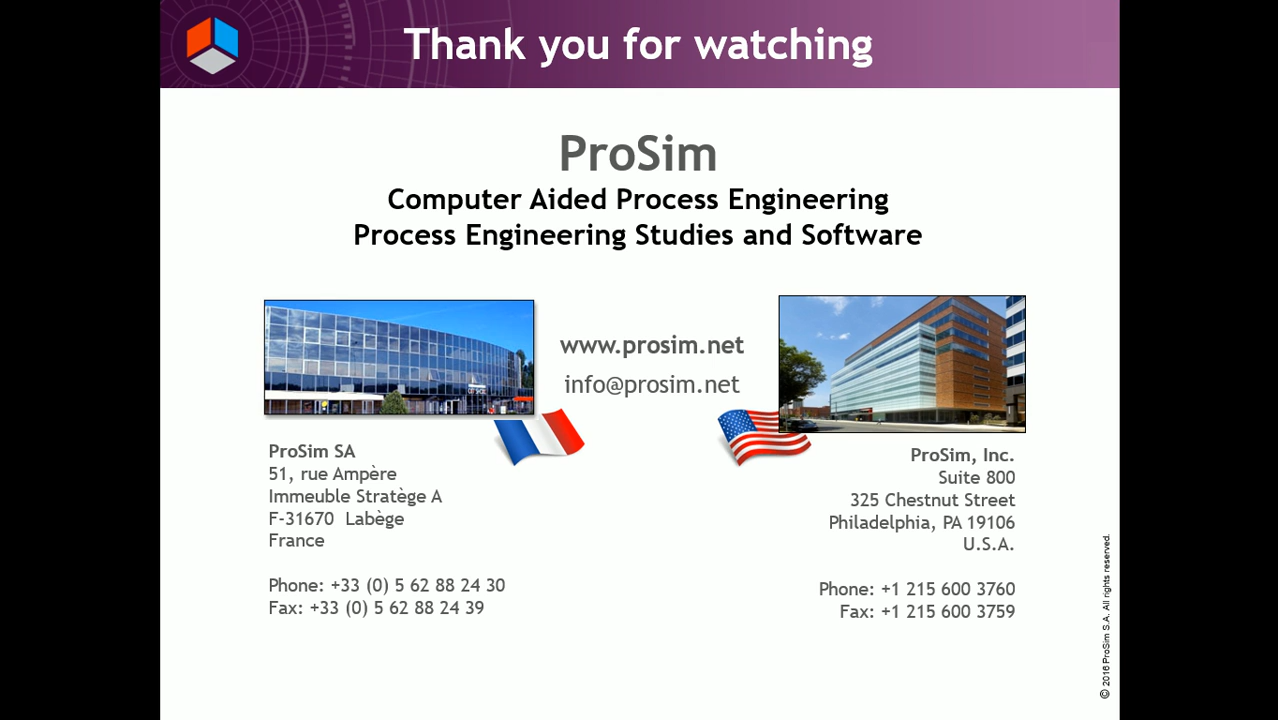 Thank you for watching
ProSim
Computer Aided Process Engineering
Process Engineering Studies and Software
www.prosim.net
info@prosim.net
ProSim SA
51, rue Ampère
Immeuble Stratège A
F-31670 Labège
France
Phone: +33 (0) 5 62 88 24 30
Fax: +33 (0) 5 62 88 24 39
ProSim, Inc.
Suite 800
325 Chestnut Street
Philadelphia, PA 19106
U.S.A.
Phone: +1 215 600 3760
Fax: +1 215 600 3759
© 2016 ProSim S.A. All rights reserved.